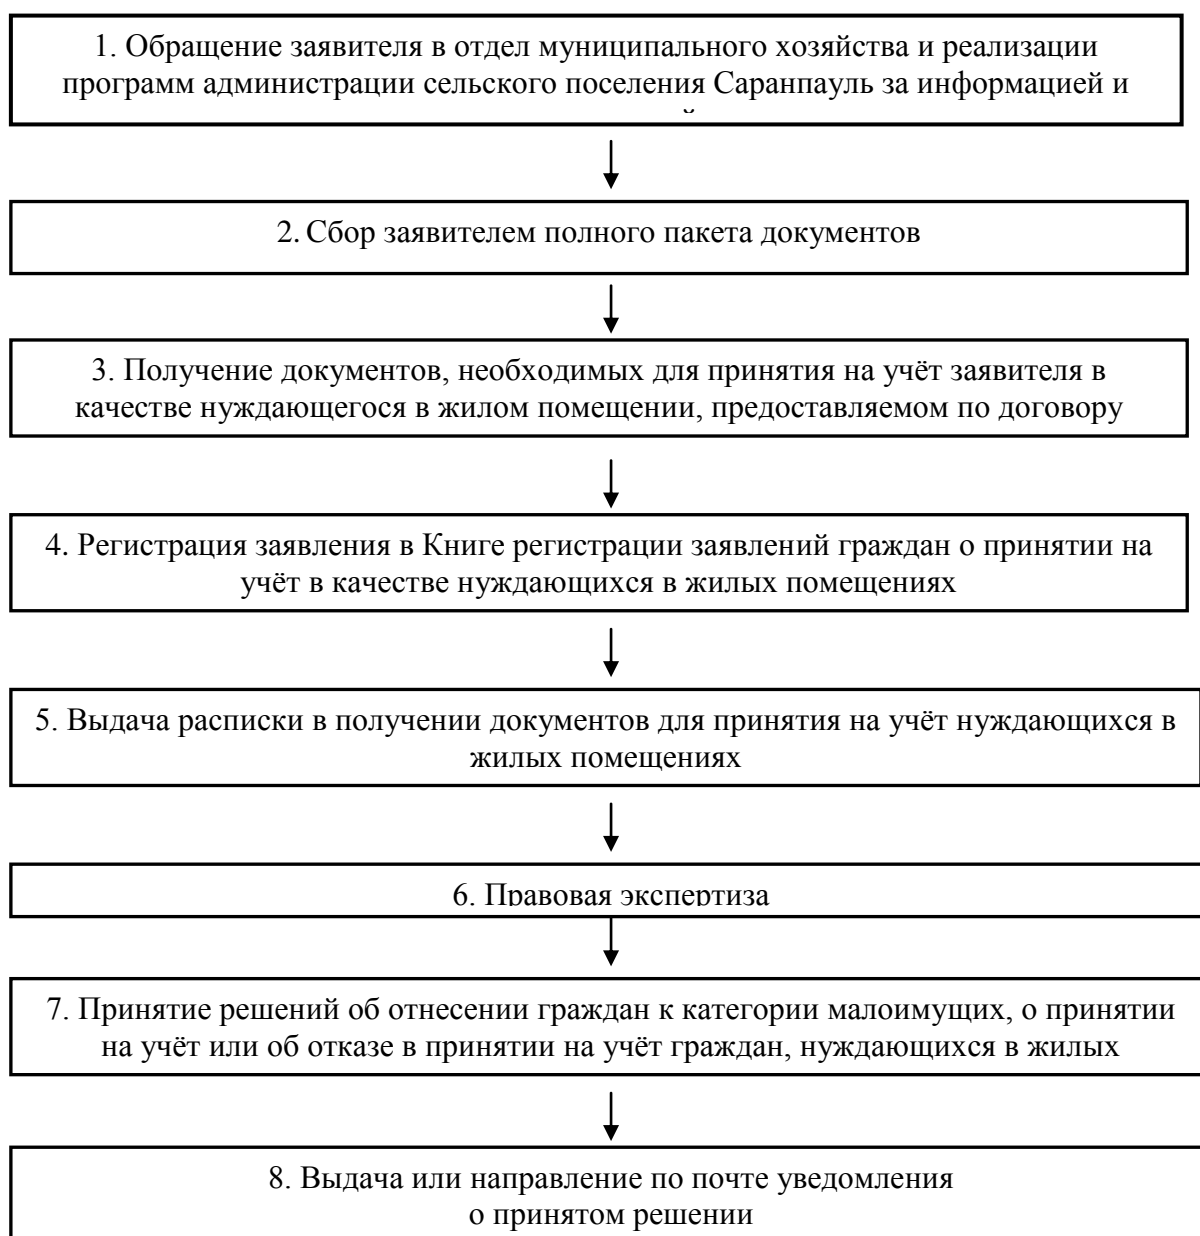 1. Обращение заявителя в отдел муниципального хозяйства и реализации
программ администрации сельского поселения Саранпауль за информацией и
2. Сбор заявителем полного пакета документов
3. Получение документов, необходимых для принятия на учёт заявителя в
качестве нуждающегося в жилом помещении, предоставляемом по договору
4. Регистрация заявления в Книге регистрации заявлений граждан о принятии на
учёт в качестве нуждающихся в жилых помещениях
5. Выдача расписки в получении документов для принятия на учёт нуждающихся в
жилых помещениях
6. Правовая экспертиза
7. Принятие решений об отнесении граждан к категории малоимущих, о принятии
на учёт или об отказе в принятии на учёт граждан, нуждающихся в жилых
8. Выдача или направление по почте уведомления
о принятом решении